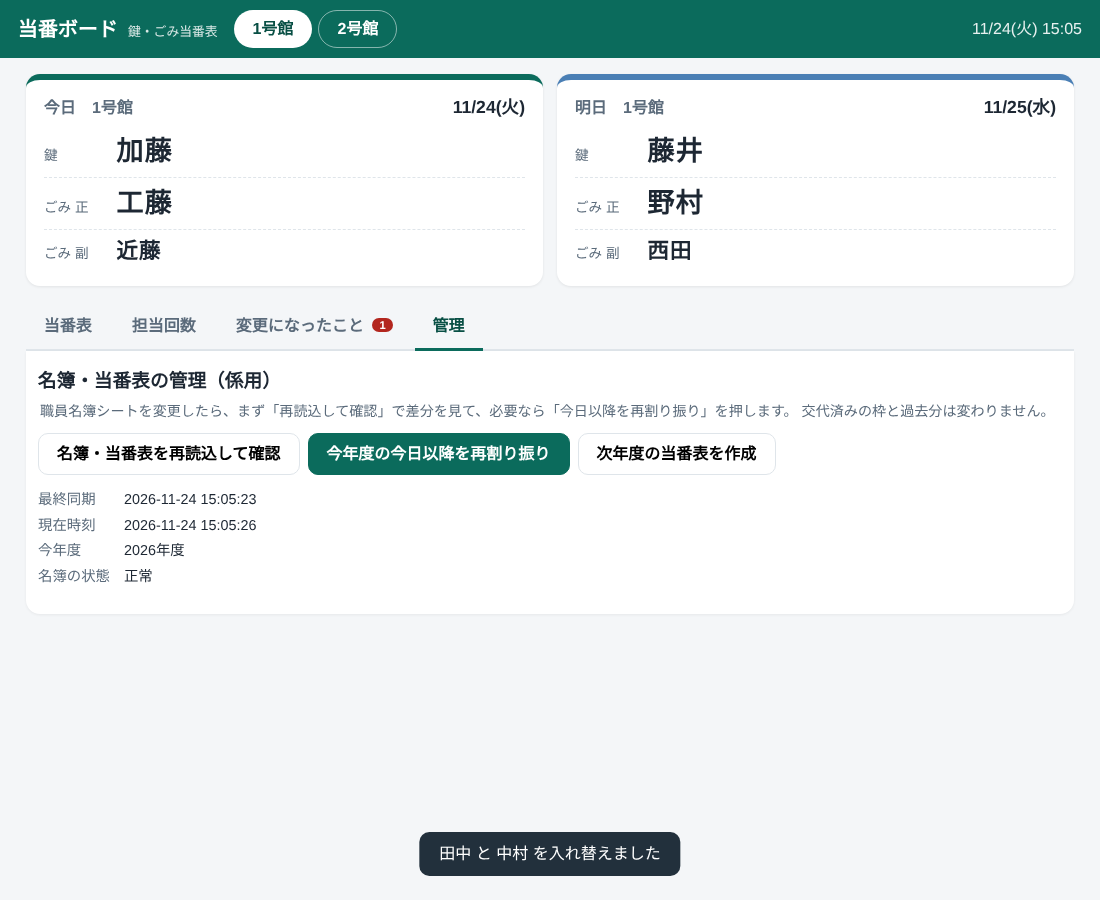 当番ボード 鍵・ごみ当番表 1号館 2号館 11/24(火) 15:05
今日 1号館 11/24(火)
鍵 加藤
ごみ 正 工藤
ごみ 副 近藤
明日 1号館 11/25(水)
鍵 藤井
ごみ 正 野村
ごみ 副 西田
当番表 担当回数 変更になったこと 1 管理
名簿・当番表の管理（係用）
職員名簿シートを変更したら、まず「再読込して確認」で差分を見て、必要なら「今日以降を再割り振り」を押します。 交代済みの枠と過去分は変わりません。
名簿・当番表を再読込して確認 今年度の今日以降を再割り振り 次年度の当番表を作成
最終同期 2026-11-24 15:05:23
現在時刻 2026-11-24 15:05:26
今年度 2026年度
名簿の状態 正常
田中 と 中村 を入れ替えました